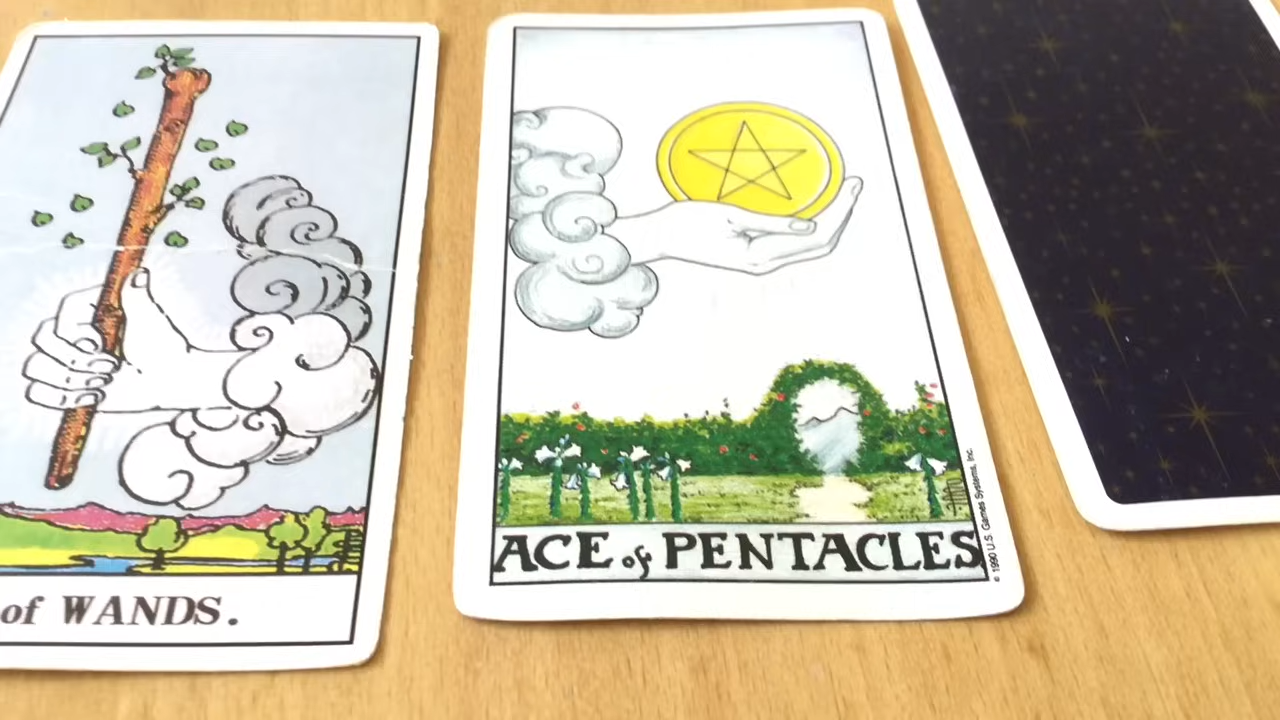 of WANDS.
ACE of PENTACLES
© 1990 U.S. Games Systems, Inc.